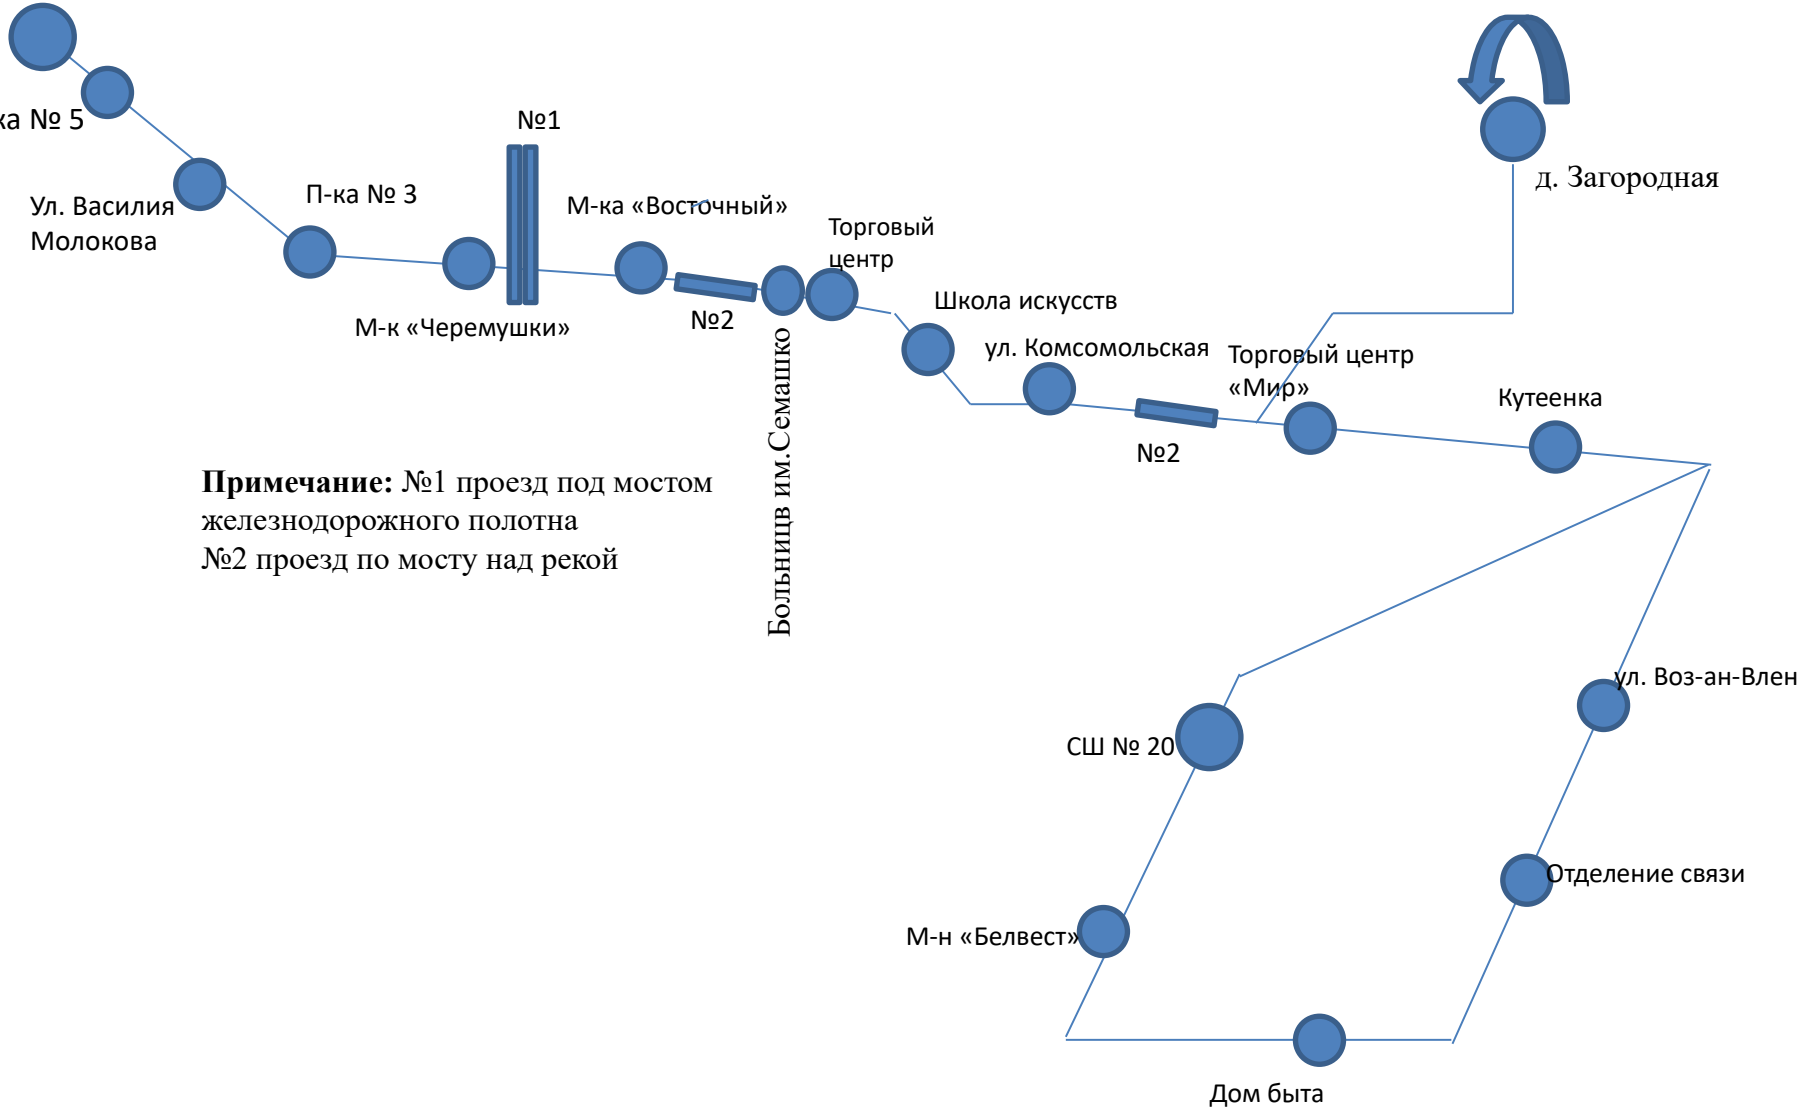 ка № 5
№1
Ул. Василия
Молокова
П-ка № 3
М-к «Черемушки»
М-ка «Восточный»
№2
Больницв им.Семашко
Торговый
центр
Школа искусств
ул. Комсомольская
№2
Торговый центр
«Мир»
д. Загородная
Кутеенка
Примечание: №1 проезд под мостом
железнодорожного полотна
№2 проезд по мосту над рекой
ул. Воз-ан-Влен
СШ № 20
Отделение связи
М-н «Белвест»
Дом быта